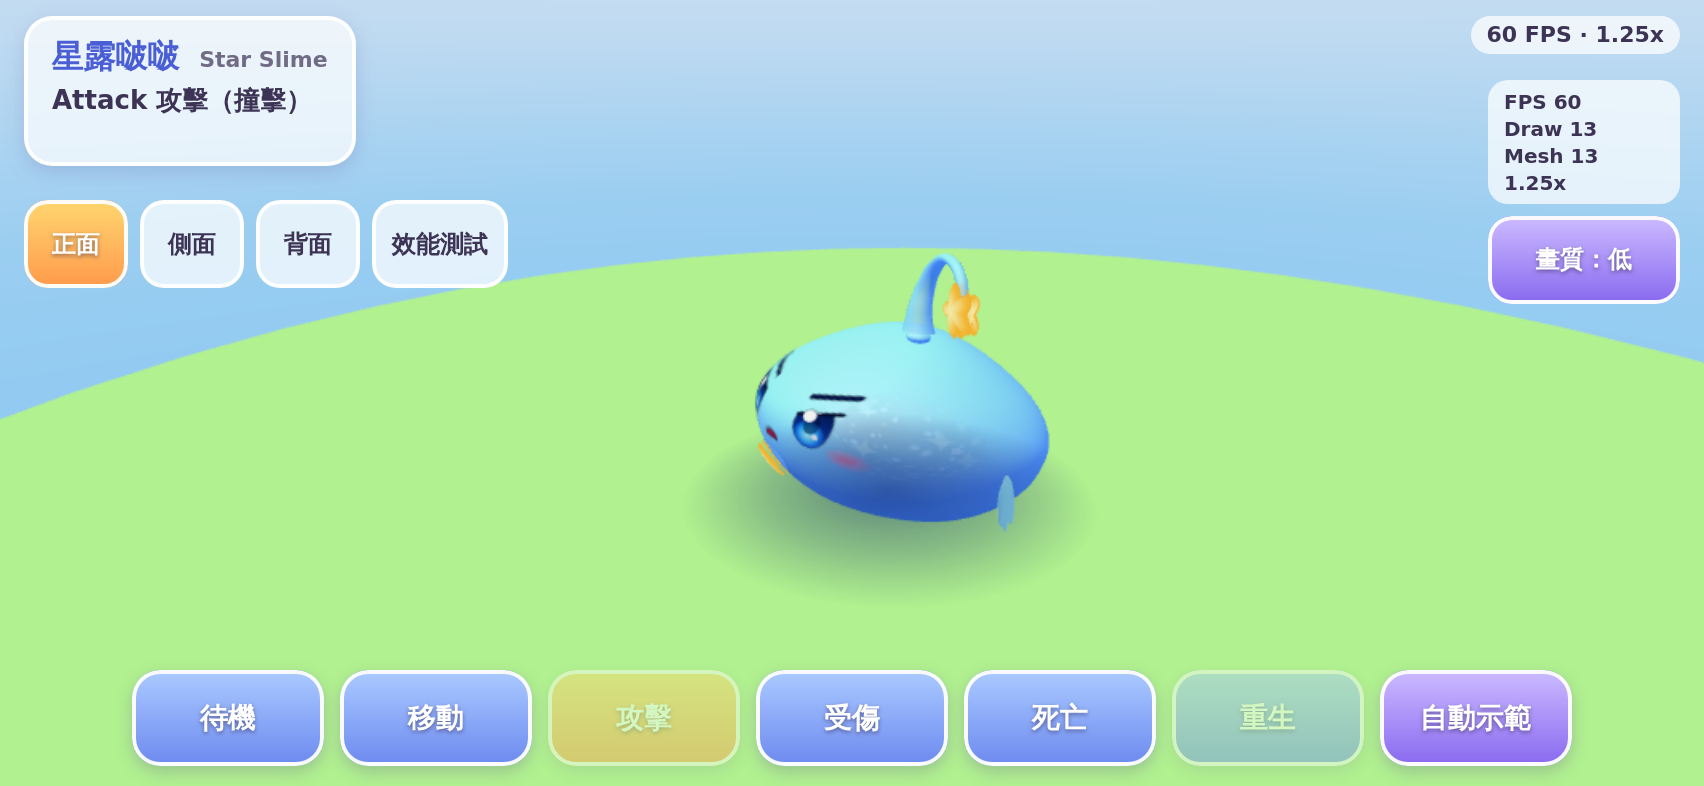 星露啵啵 Star Slime
Attack 攻擊（撞擊）
60 FPS · 1.25x
FPS 60
Draw 13
Mesh 13
1.25x
正面
側面
背面
效能測試
畫質：低
待機
移動
攻擊
受傷
死亡
重生
自動示範